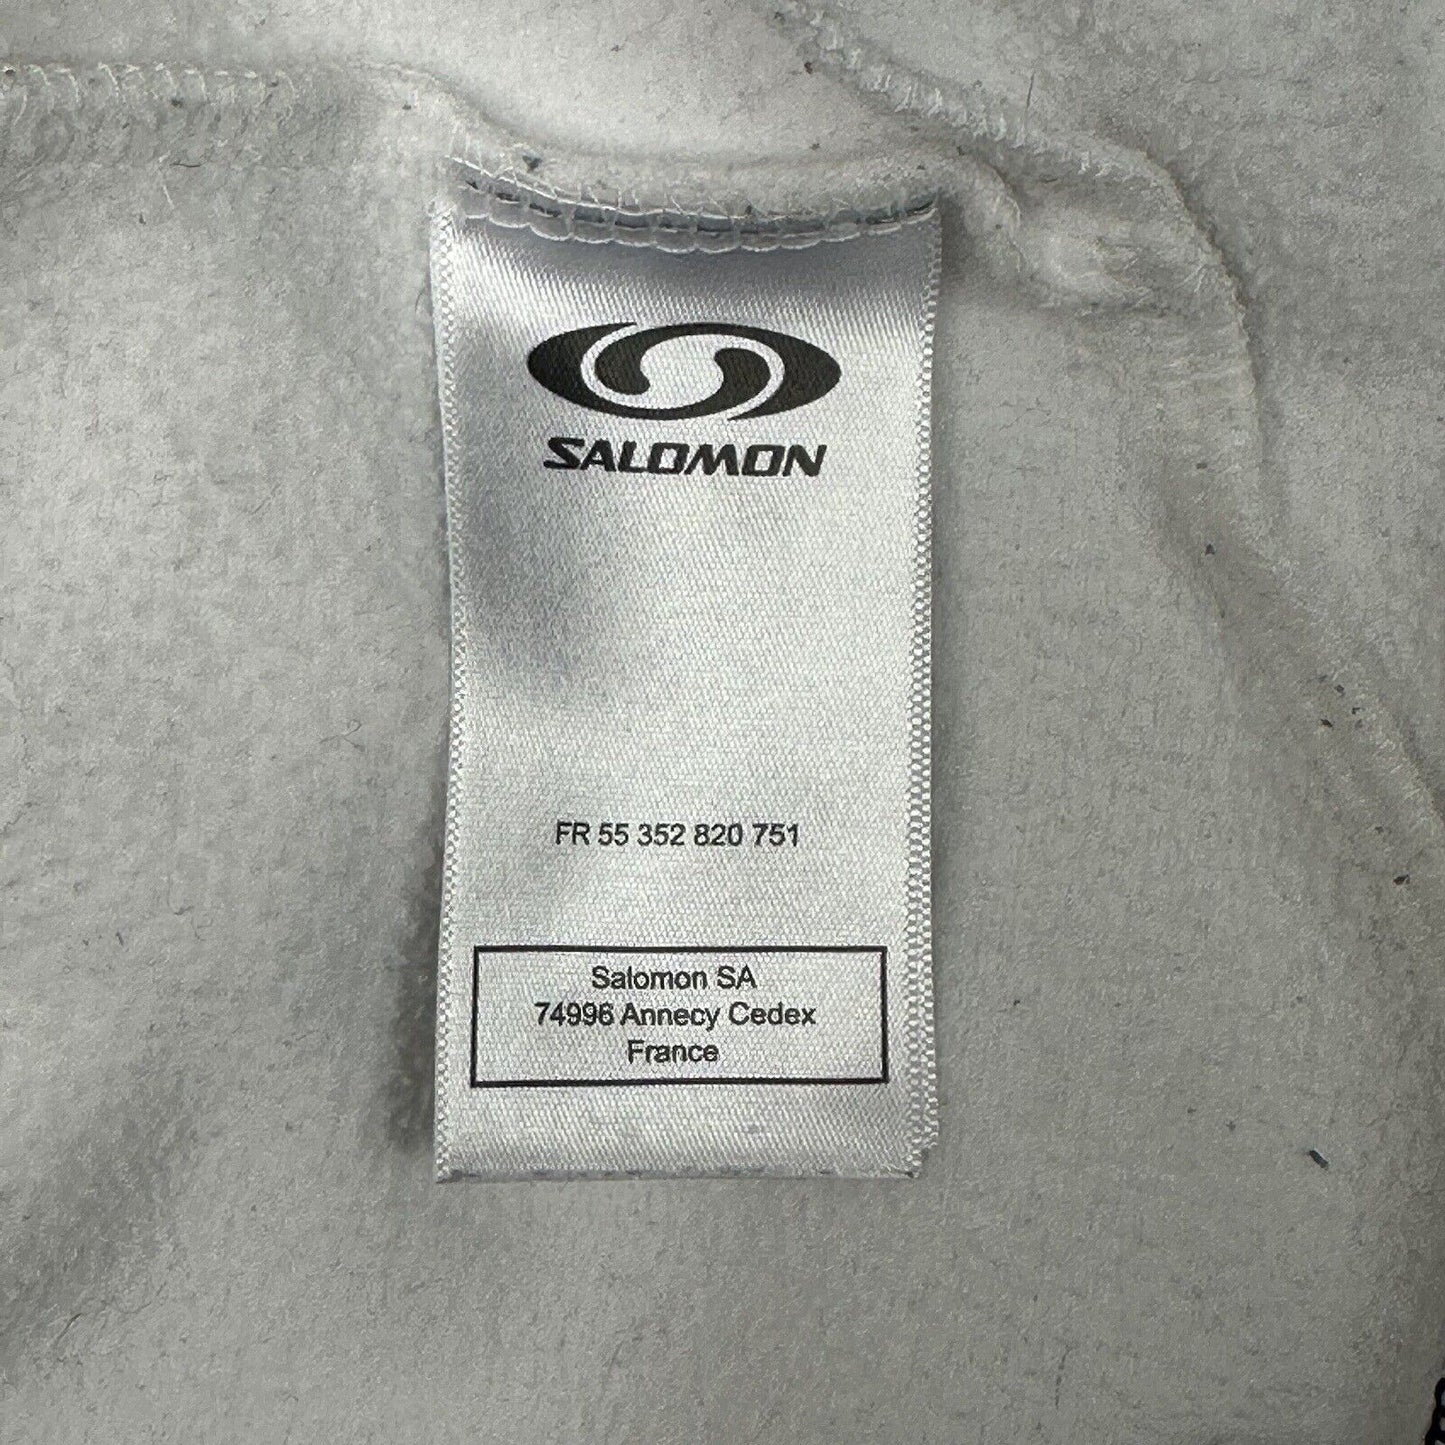 SALOMON
FR 55 352 820 751
Salomon SA
74996 Annecy Cedex
France